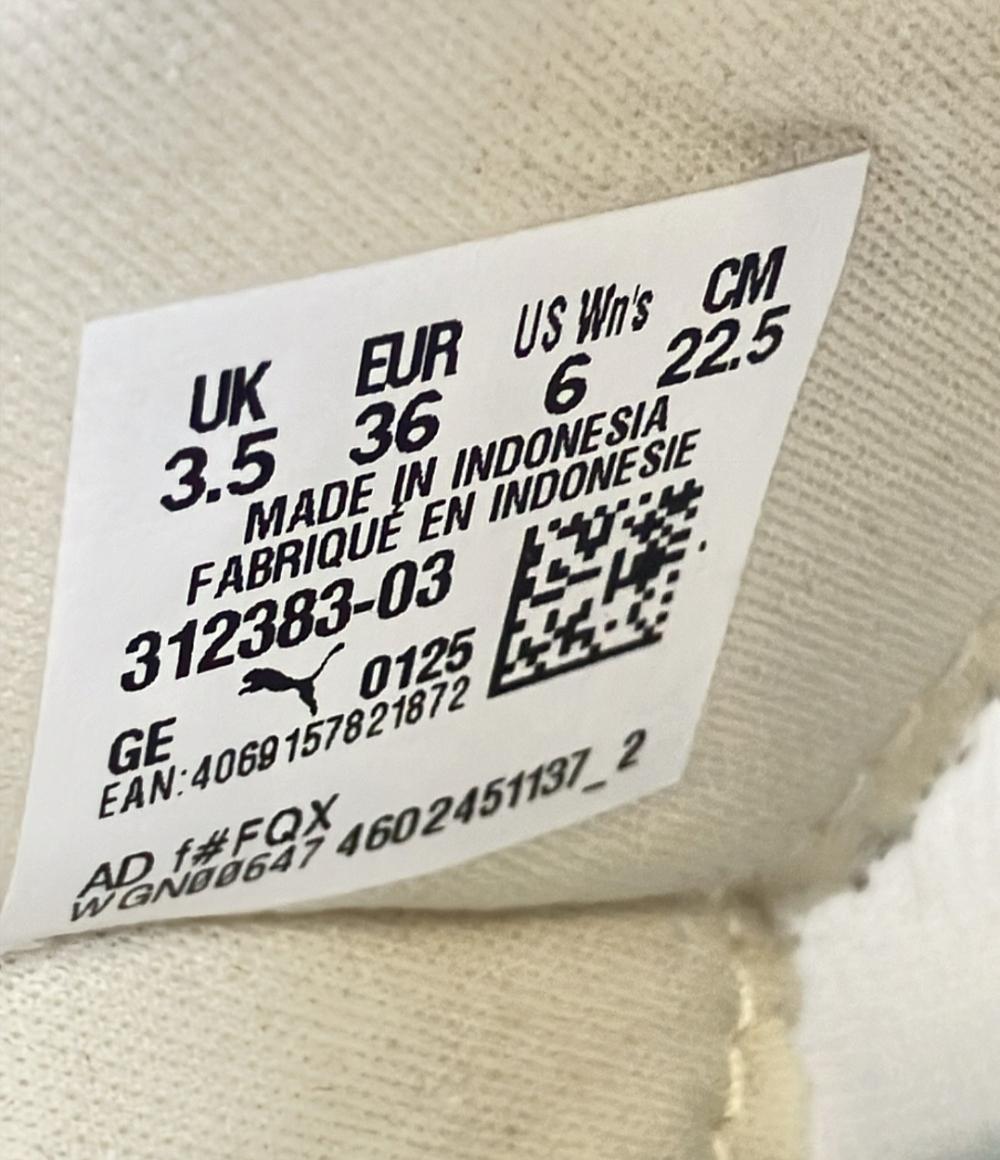 UK EUR US Wn's CM
3.5 36 6 22.5
MADE IN INDONESIA
FABRIQUÉ EN INDONESIE
312383-03
GE 0125
EAN:4069157821872
AD f#FQX
WGN00647 4602451137_2